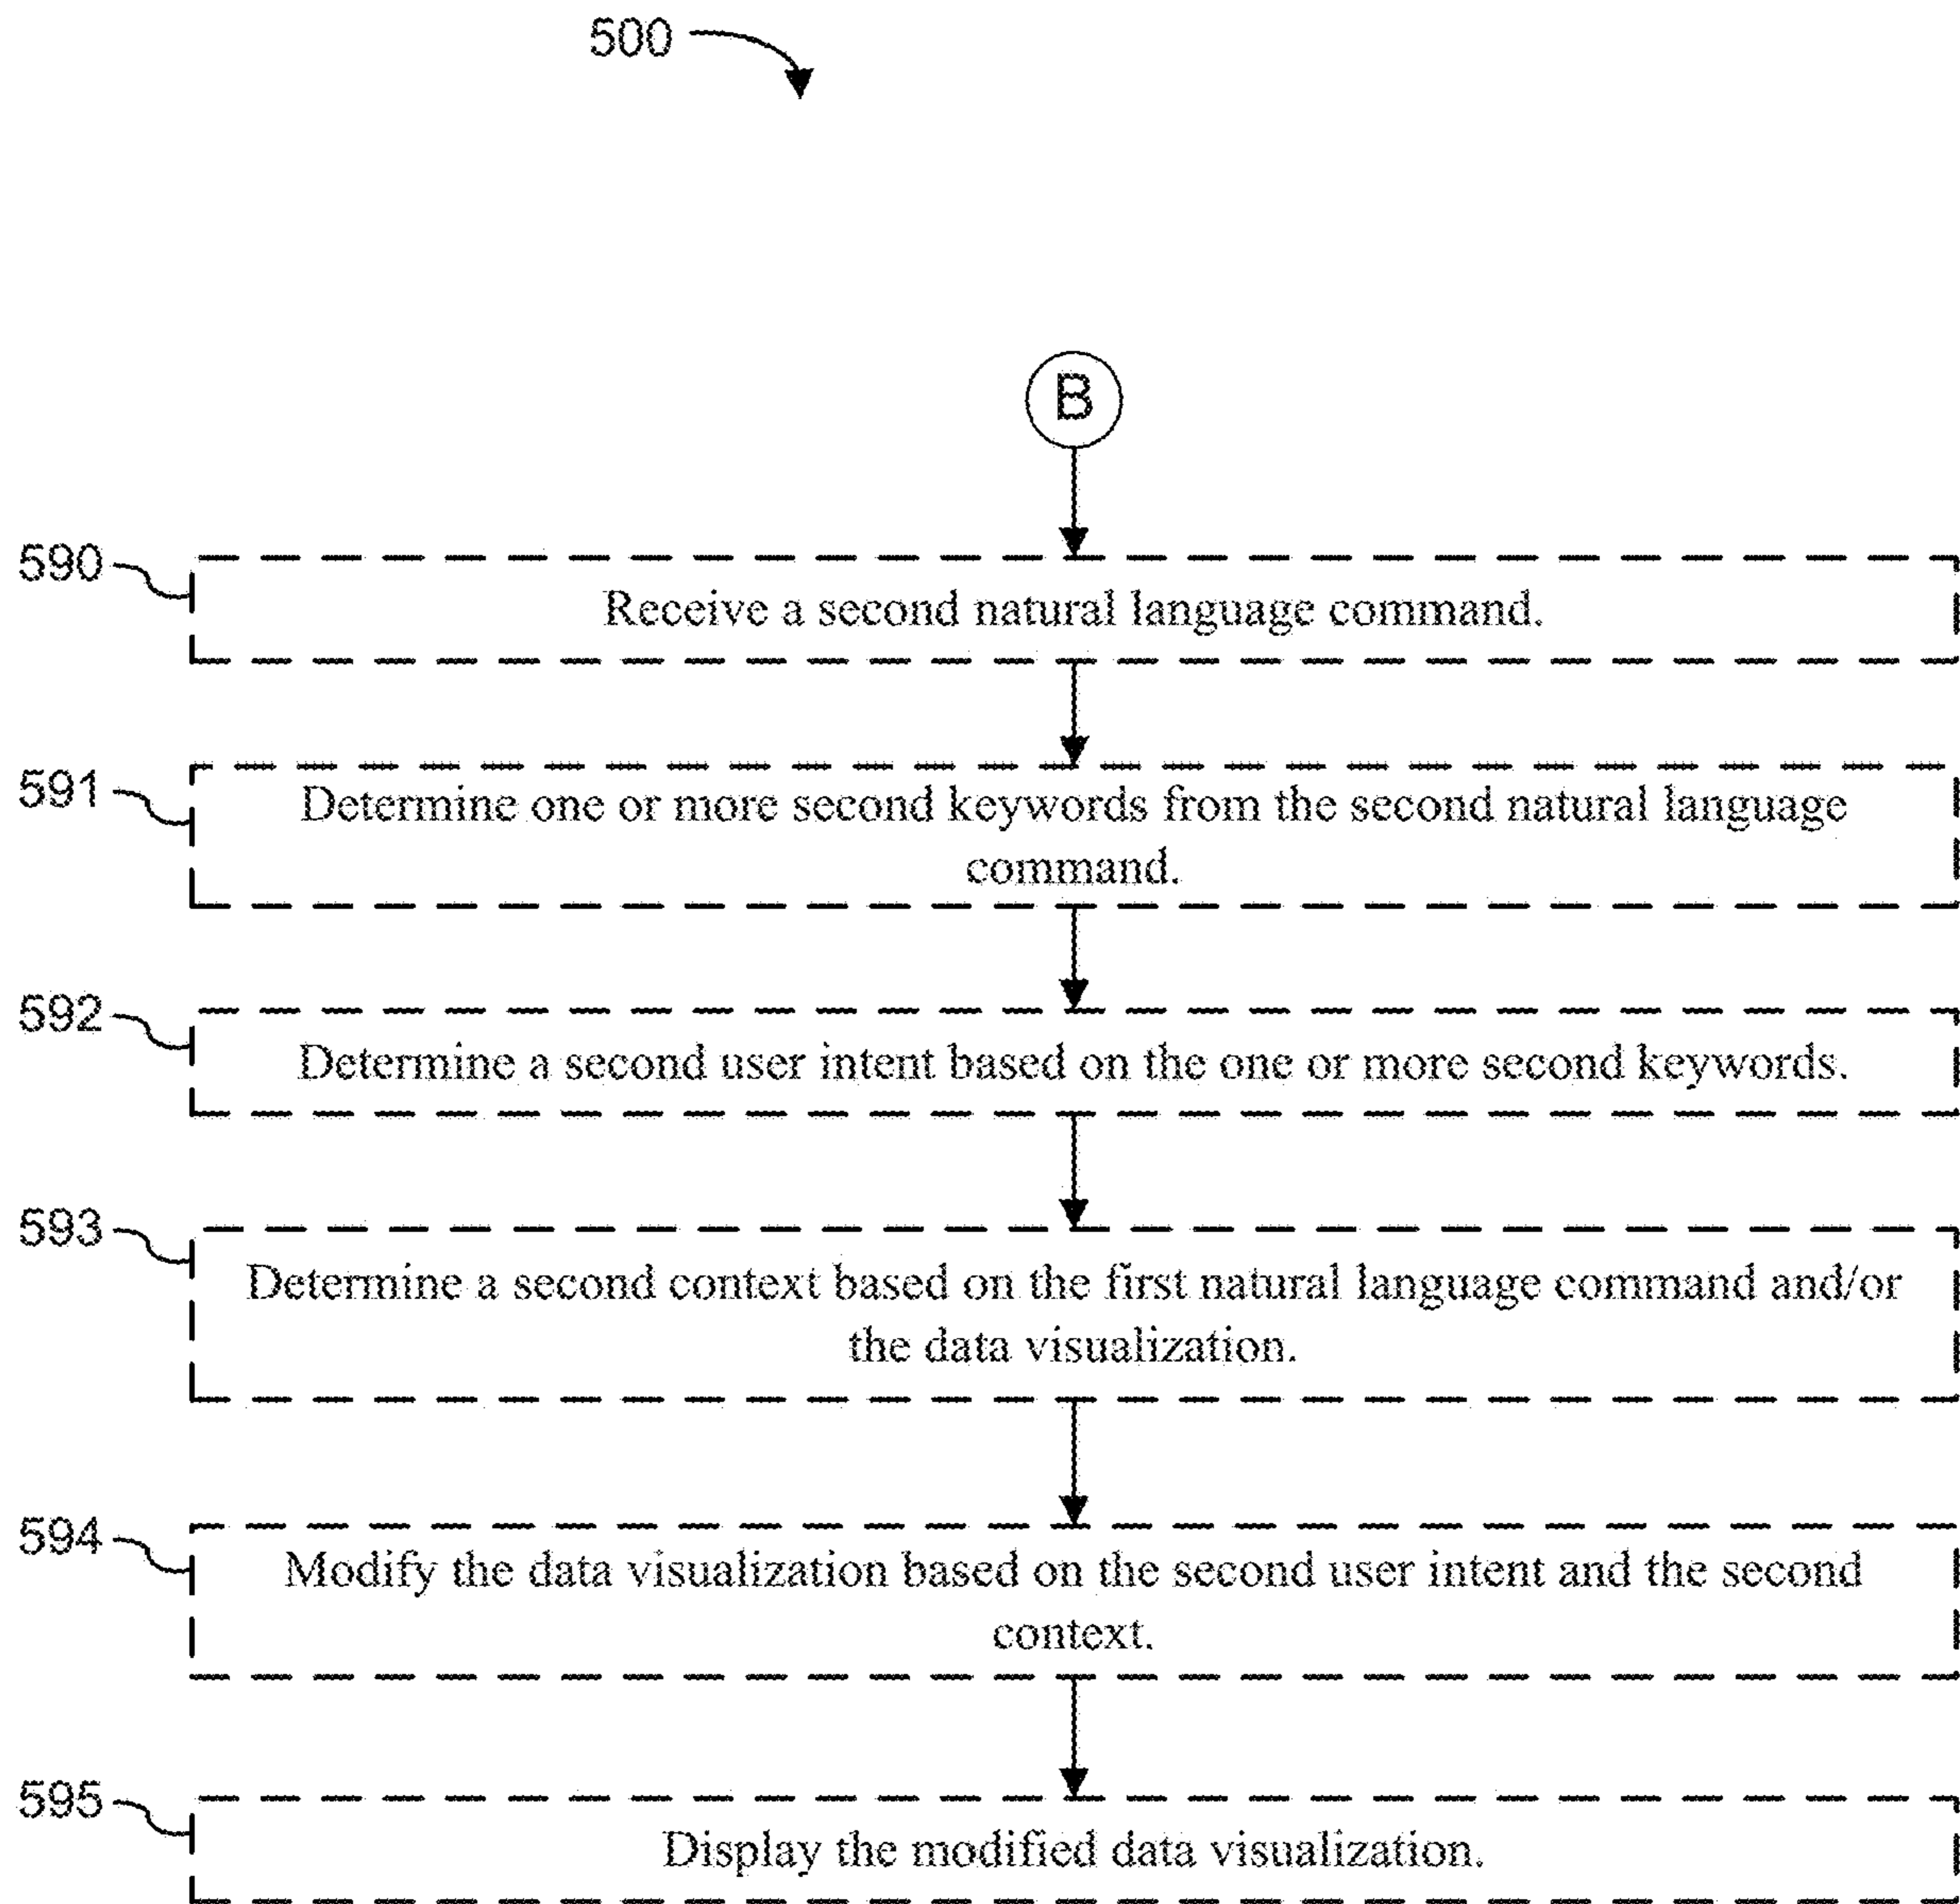 500
B
590
Receive a second natural language command.
591
Determine one or more second keywords from the second natural language
command.
592
Determine a second user intent based on the one or more second keywords.
593
Determine a second context based on the first natural language command and/or
the data visualization.
594
Modify the data visualization based on the second user intent and the second
context.
595
Display the modified data visualization.